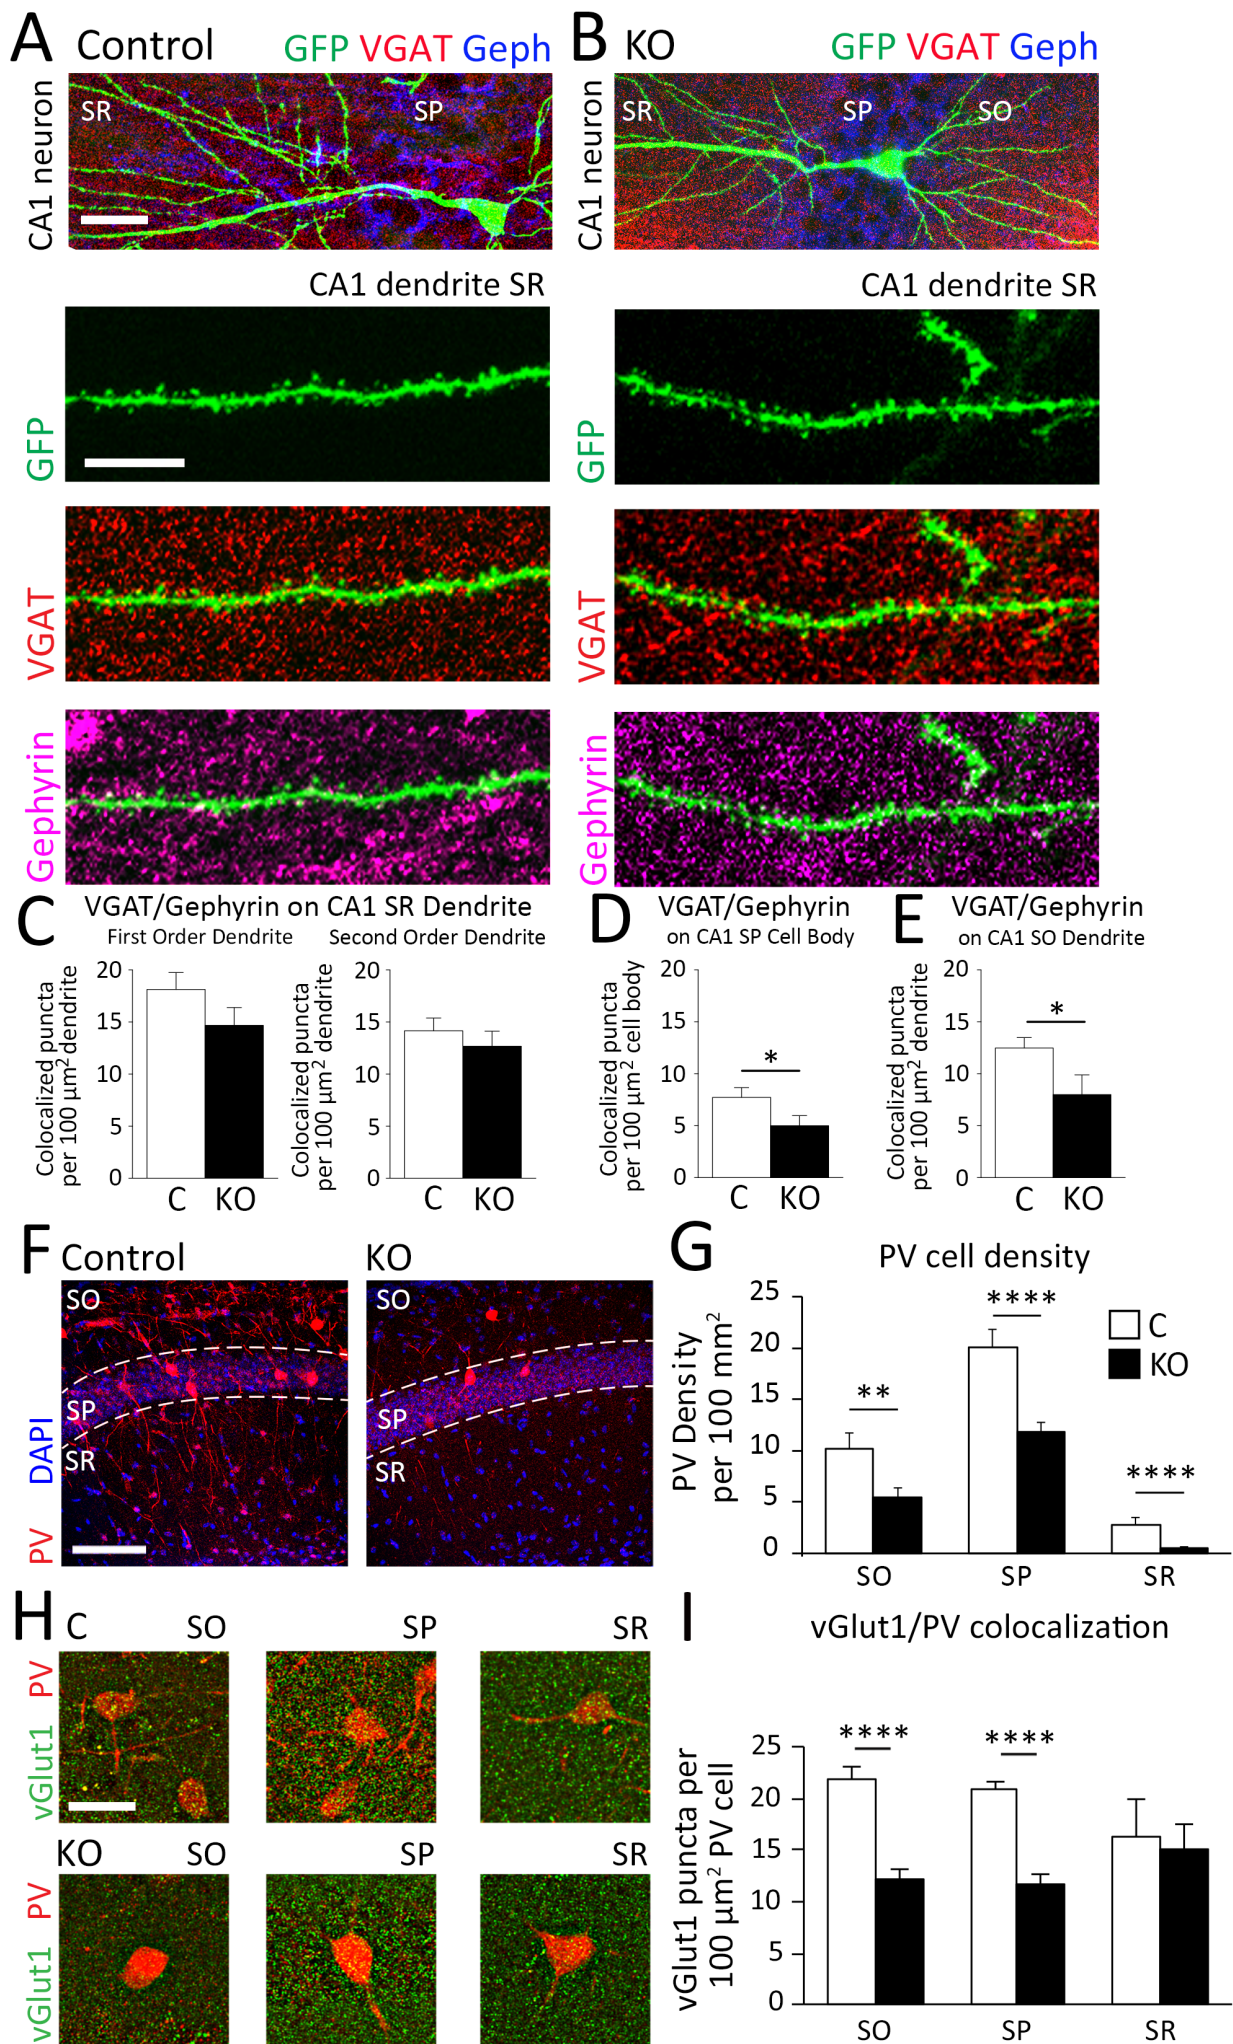 A Control GFP VGAT Geph
CA1 neuron
SR SP
B KO GFP VGAT Geph
CA1 neuron
SR SP SO
CA1 dendrite SR
GFP
VGAT
Gephyrin
CA1 dendrite SR
GFP
VGAT
Gephyrin
C VGAT/Gephyrin on CA1 SR Dendrite
First Order Dendrite
Colocalized puncta
per 100 µm² dendrite
20
15
10
5
0
C KO
Second Order Dendrite
Colocalized puncta
per 100 µm² dendrite
20
15
10
5
0
C KO
D VGAT/Gephyrin
on CA1 SP Cell Body
Colocalized puncta
per 100 µm² cell body
20
15
10
5
0
*
C KO
E VGAT/Gephyrin
on CA1 SO Dendrite
Colocalized puncta
per 100 µm² dendrite
20
15
10
5
0
*
C KO
F Control KO
PV DAPI
SO
SP
SR
SO
SP
SR
G PV cell density
PV Density
per 100 mm²
25
20
15
10
5
0
** **** ****
C
KO
SO SP SR
H C SO SP SR
vGlut1 PV
KO SO SP SR
vGlut1 PV
I vGlut1/PV colocalization
vGlut1 puncta per
100 µm² PV cell
25
20
15
10
5
0
**** ****
SO SP SR